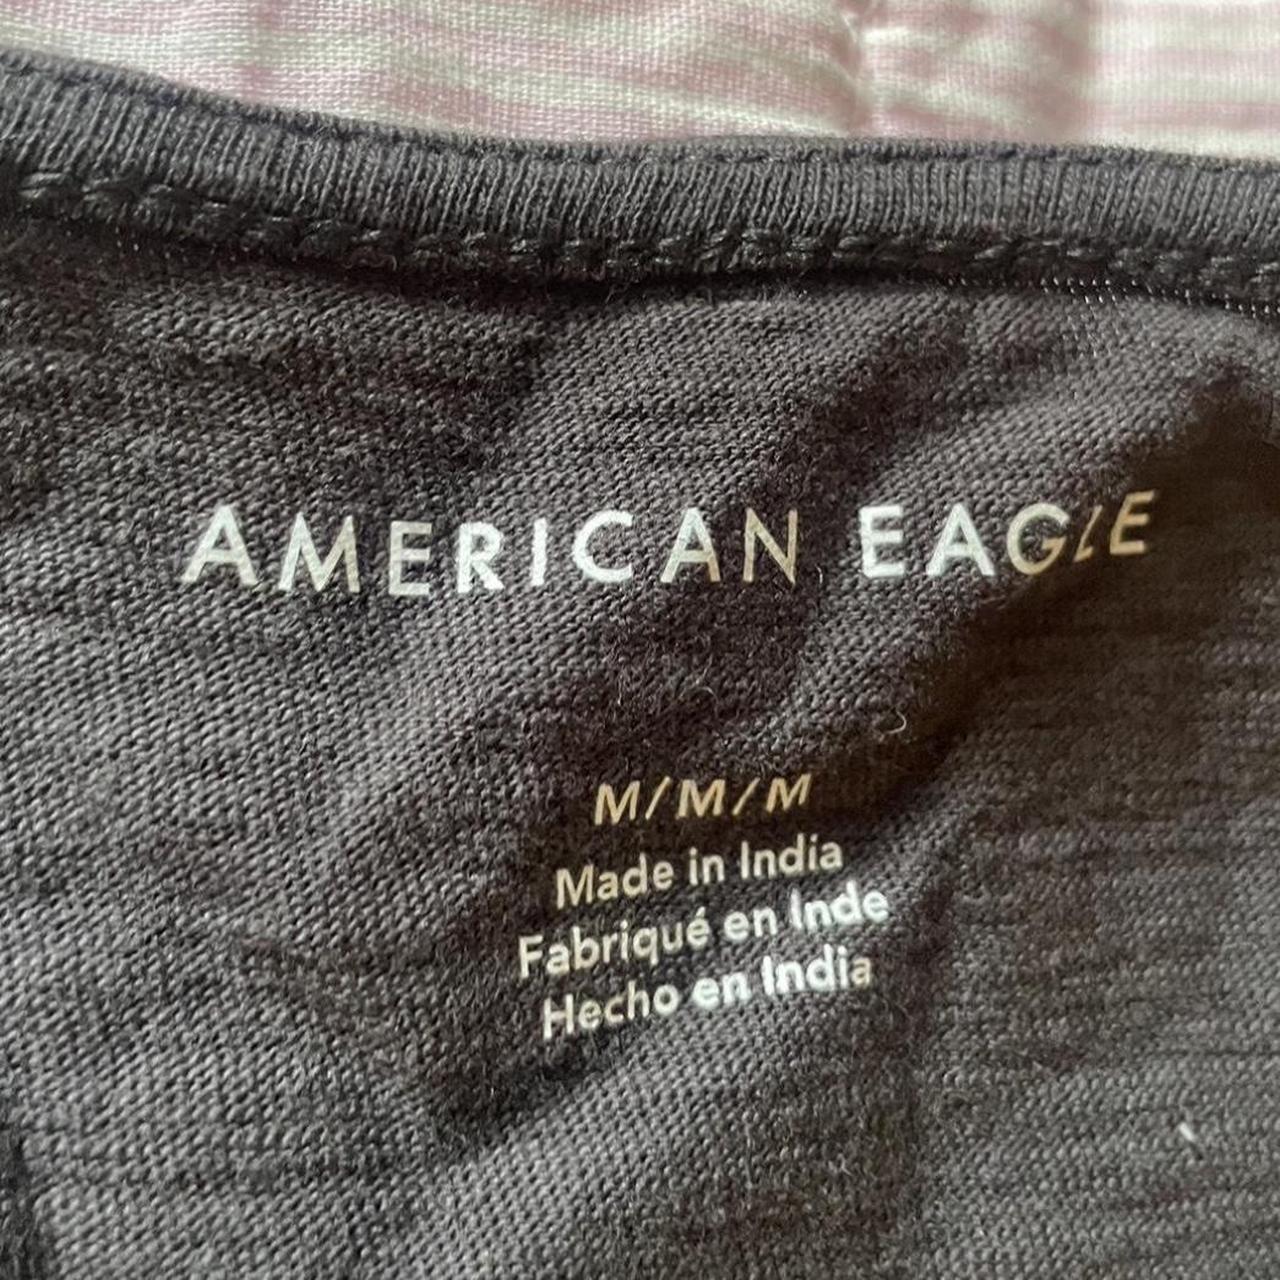 AMERICAN EAGLE
M/M/M
Made in India
Fabriqué en Inde
Hecho en India